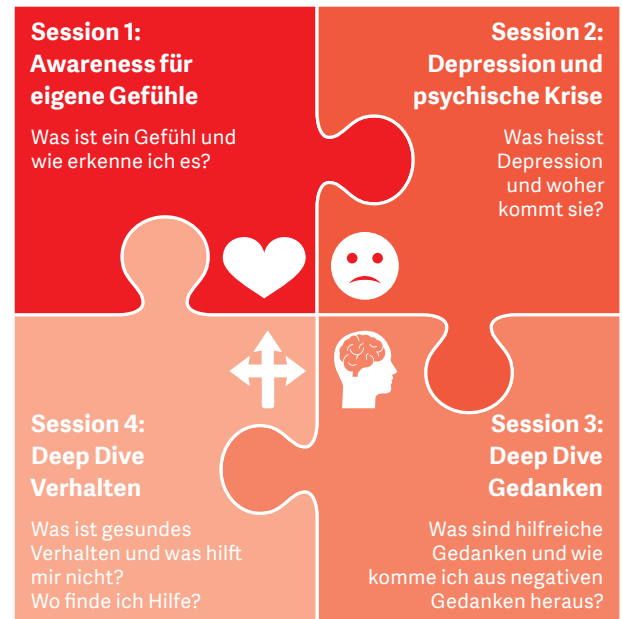 Session 1:
Awareness für
eigene Gefühle
Was ist ein Gefühl und
wie erkenne ich es?
Session 2:
Depression und
psychische Krise
Was heisst
Depression
und woher
kommt sie?
Session 4:
Deep Dive
Verhalten
Was ist gesundes
Verhalten und was hilft
mir nicht?
Wo finde ich Hilfe?
Session 3:
Deep Dive
Gedanken
Was sind hilfreiche
Gedanken und wie
komme ich aus negativen
Gedanken heraus?